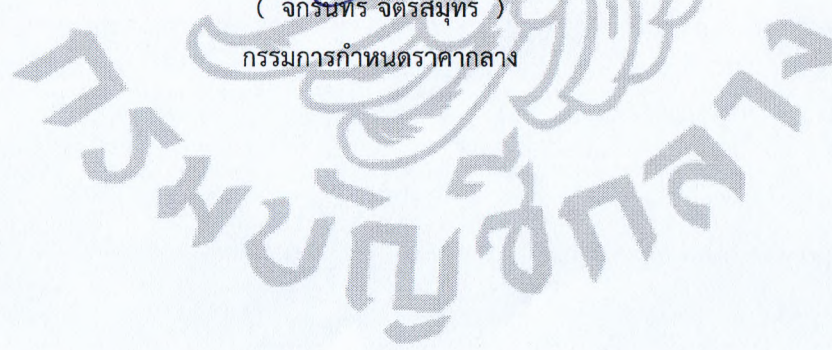 ( จักรินทร์ จิตรสมุทร )
กรรมการกำหนดราคากลาง
กรมบัญชีกลาง